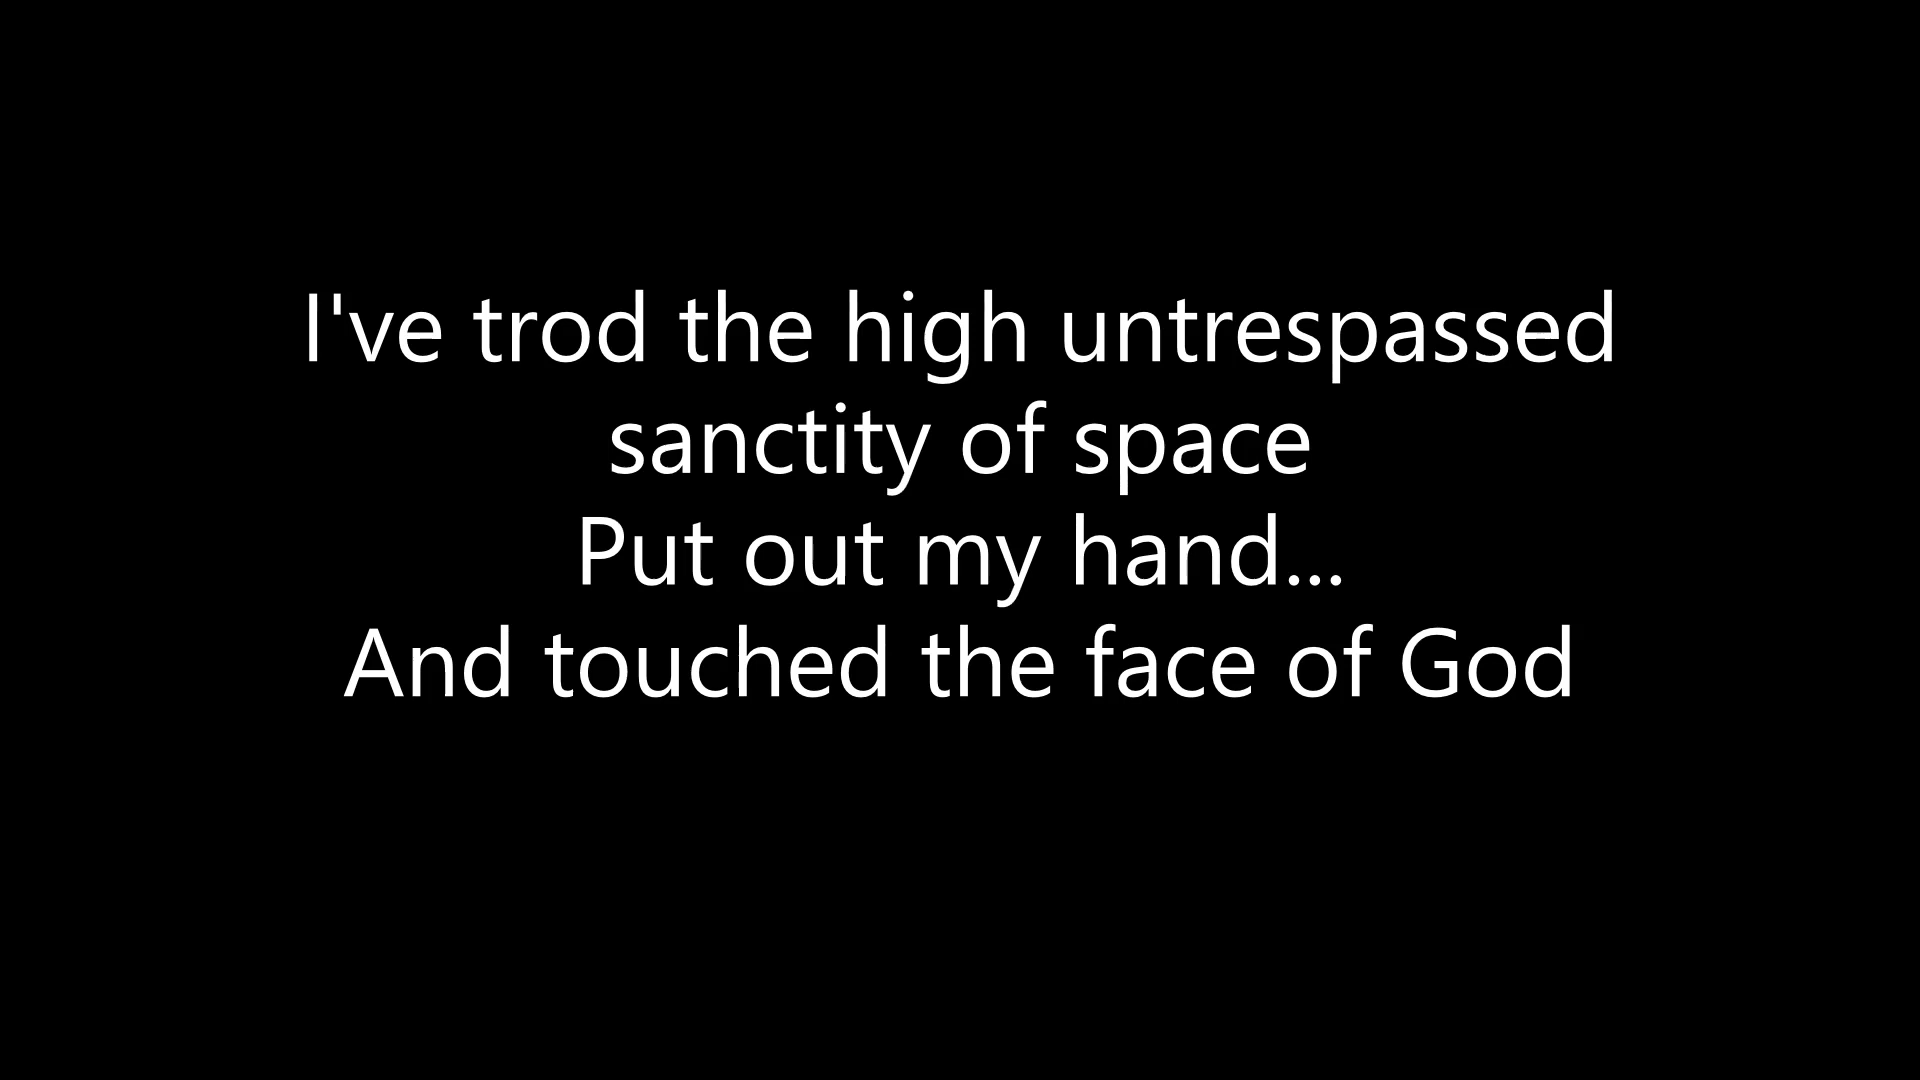 I've trod the high untrespassed
sanctity of space
Put out my hand...
And touched the face of God